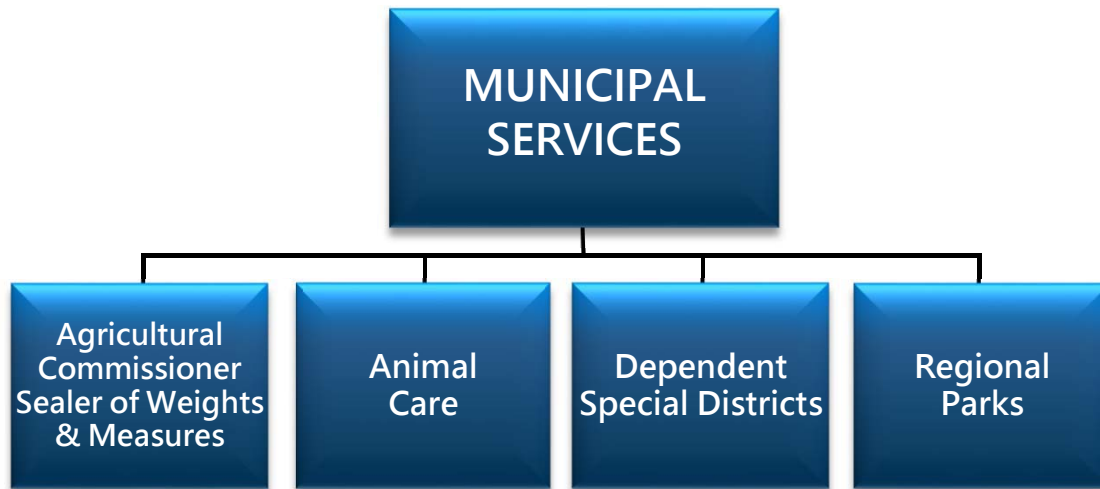 MUNICIPAL
SERVICES
Agricultural
Commissioner
Sealer of Weights
& Measures
Animal
Care
Dependent
Special Districts
Regional
Parks